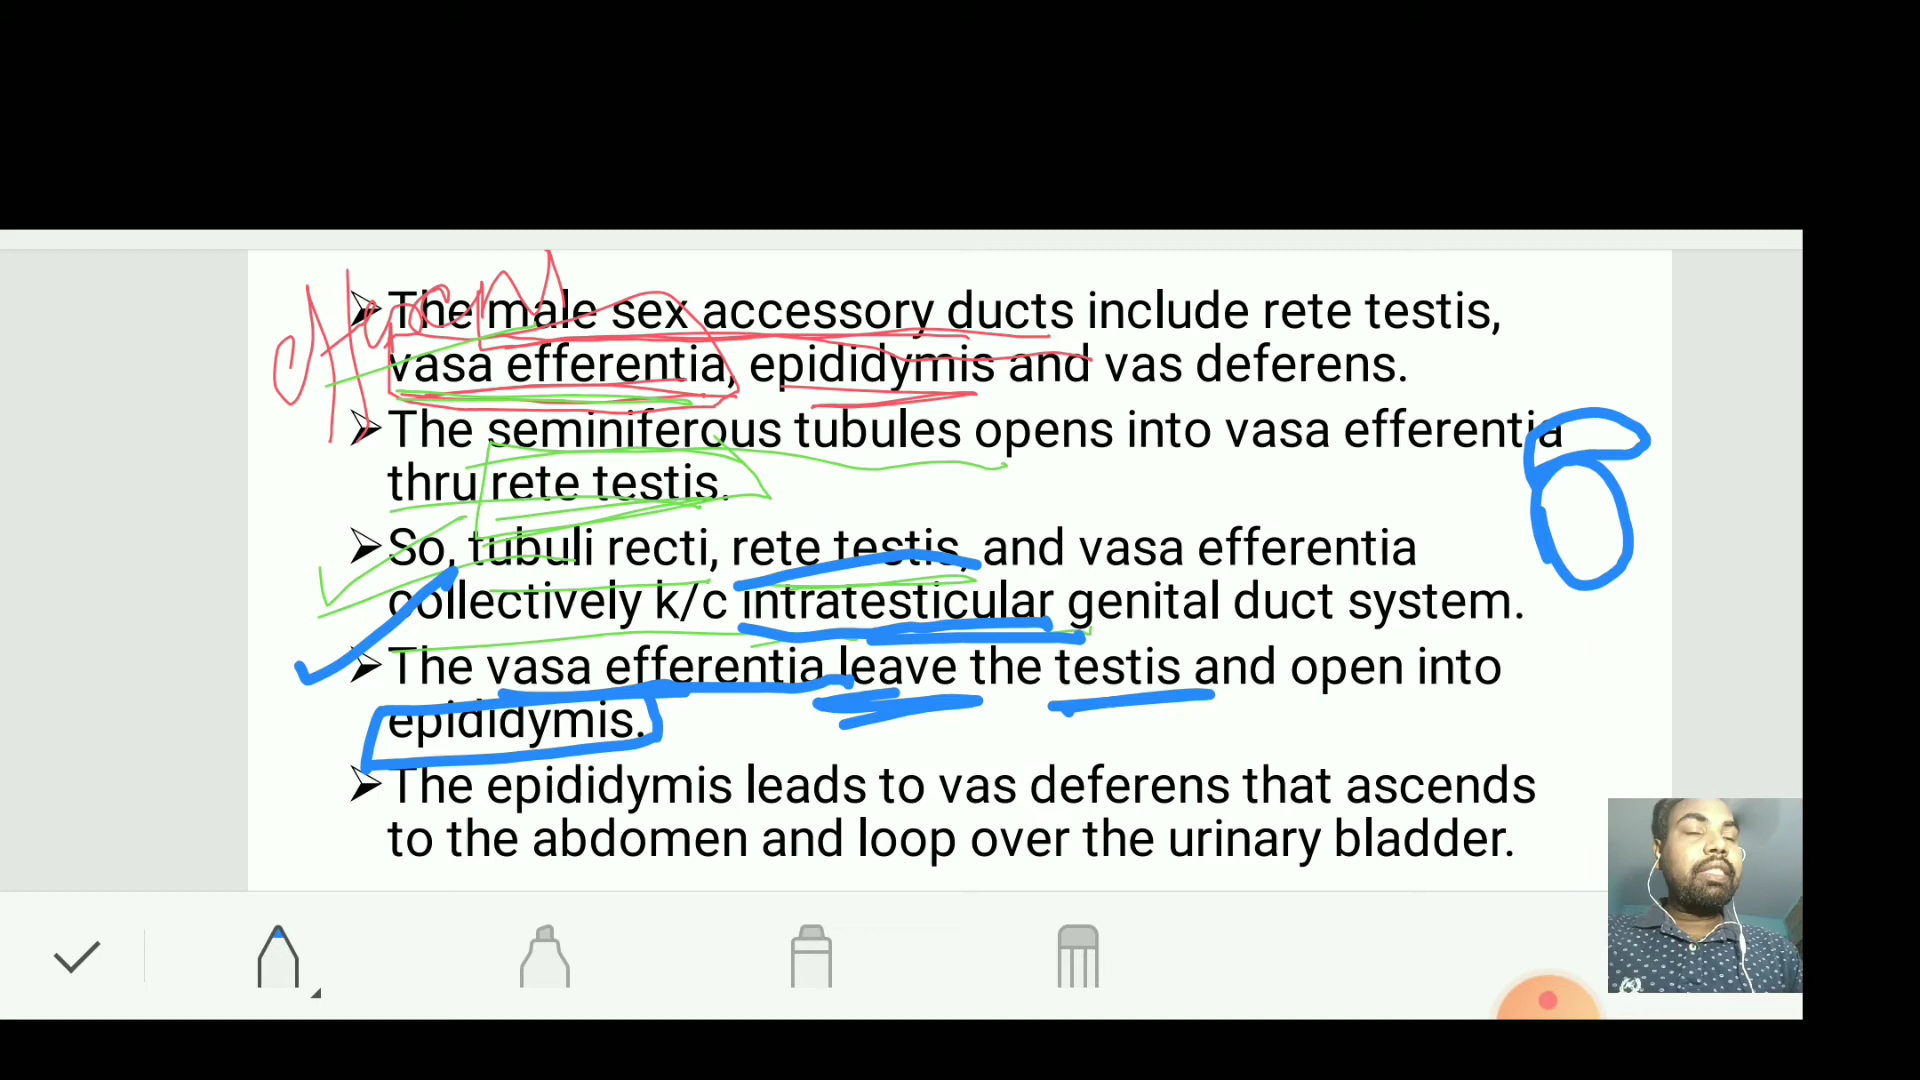 efferens
➢The male sex accessory ducts include rete testis,
vasa efferentia, epididymis and vas deferens.
➢The seminiferous tubules opens into vasa efferentia
thru rete testis.
➢So, tubuli recti, rete testis, and vasa efferentia
collectively k/c intratesticular genital duct system.
➢The vasa efferentia leave the testis and open into
epididymis.
➢The epididymis leads to vas deferens that ascends
to the abdomen and loop over the urinary bladder.